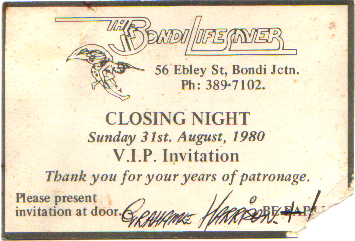 THE BONDI LIFESAVER
56 Ebley St, Bondi Jctn.
Ph: 389-7102.
CLOSING NIGHT
Sunday 31st. August, 1980
V.I.P. Invitation
Thank you for your years of patronage.
Please present
invitation at door.